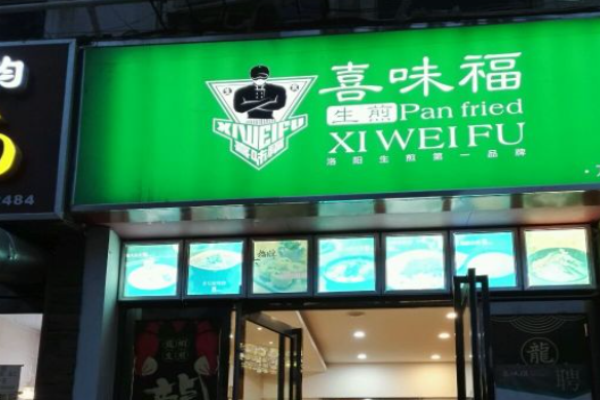 喜味福
生煎 Pan fried
XI WEI FU
洛阳生煎第一品牌
XIWEIFU
喜味福
484
龍
聘